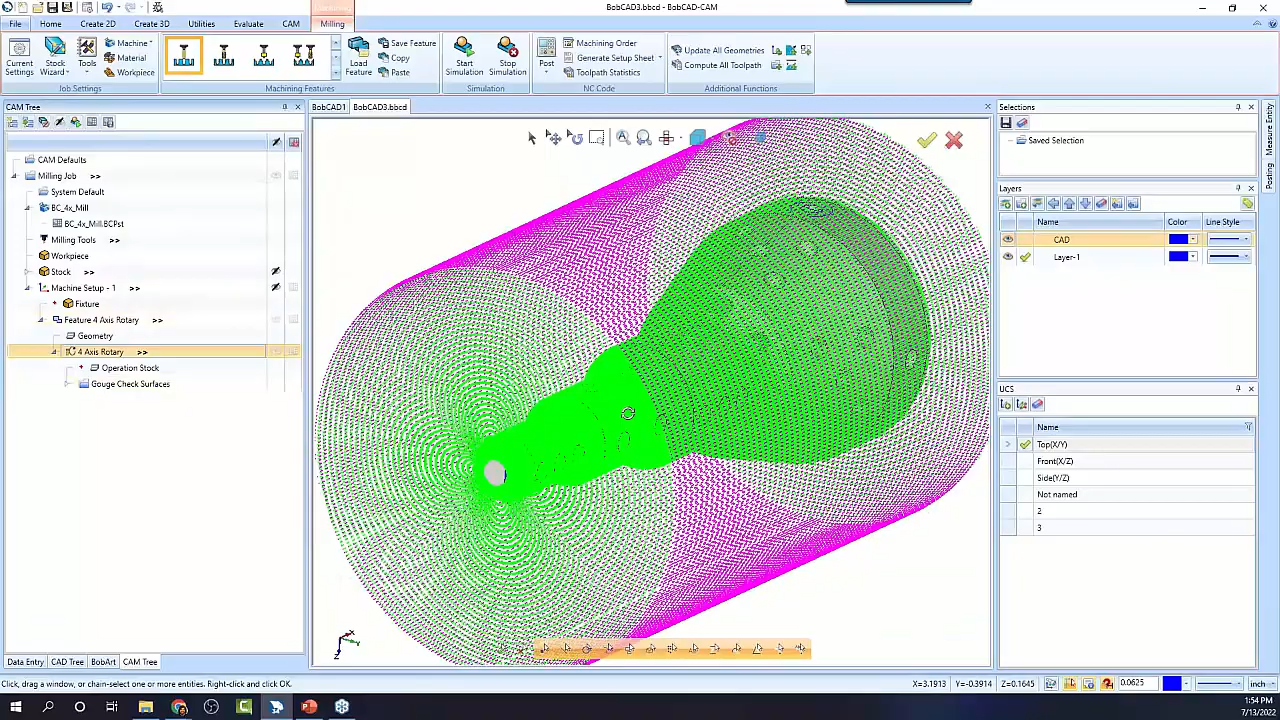 BobCAD3.bbcd - BobCAD-CAM
File
Home
Create 2D
Create 3D
Utilities
Evaluate
CAM
Milling
Current Settings
Stock Wizard
Tools
Machine
Material
Workpiece
Job Settings
Load Feature
Save Feature
Copy
Paste
Machining Features
Start Simulation
Stop Simulation
Simulation
Post
Machining Order
Generate Setup Sheet
Toolpath Statistics
NC Code
Update All Geometries
Compute All Toolpath
Additional Functions
CAM Tree
BobCAD1
BobCAD3.bbcd
CAM Defaults
Milling Job
System Default
BC_4x_Mill
BC_4x_Mill.BCPst
Milling Tools >>
Workpiece
Stock >>
Machine Setup - 1 >>
Fixture
Feature 4 Axis Rotary >>
Geometry
4 Axis Rotary >>
Operation Stock
Gouge Check Surfaces
Data Entry
CAD Tree
BobArt
CAM Tree
Selections
Saved Selection
Layers
Name
Color
Line Style
CAD
Layer-1
UCS
Name
Top(X/Y)
Front(X/Z)
Side(Y/Z)
Not named
2
3
Measure Entity
Posting
Click, drag a window, or chain-select one or more entities. Right-click and click OK.
X=3.1913
Y=-0.3914
Z=0.1645
0.0625
inch
1:54 PM
7/13/2022